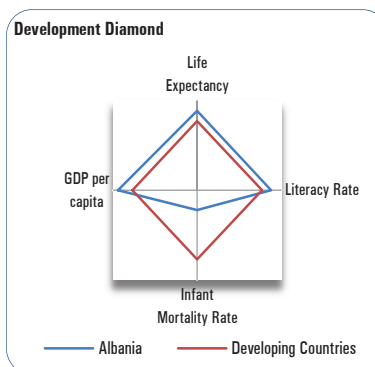 Development Diamond
Life
Expectancy
GDP per
capita
Literacy Rate
Infant
Mortality Rate
Albania
Developing Countries